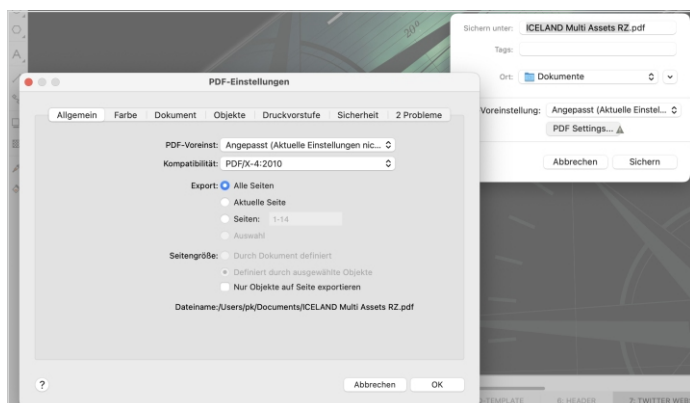 20°
Sichern unter: ICELAND Multi Assets RZ.pdf
Tags:
Ort: Dokumente
Voreinstellung: Angepasst (Aktuelle Einstel...
PDF Settings...
Abbrechen Sichern
PDF-Einstellungen
Allgemein Farbe Dokument Objekte Druckvorstufe Sicherheit 2 Probleme
PDF-Voreinst: Angepasst (Aktuelle Einstellungen nic...
Kompatibilität: PDF/X-4:2010
Export: Alle Seiten
Aktuelle Seite
Seiten: 1-14
Auswahl
Seitengröße: Durch Dokument definiert
Definiert durch ausgewählte Objekte
Nur Objekte auf Seite exportieren
Dateiname:/Users/pk/Documents/ICELAND Multi Assets RZ.pdf
? Abbrechen OK
TEMPLATE 6: HEADER 7: TWITTER WEB